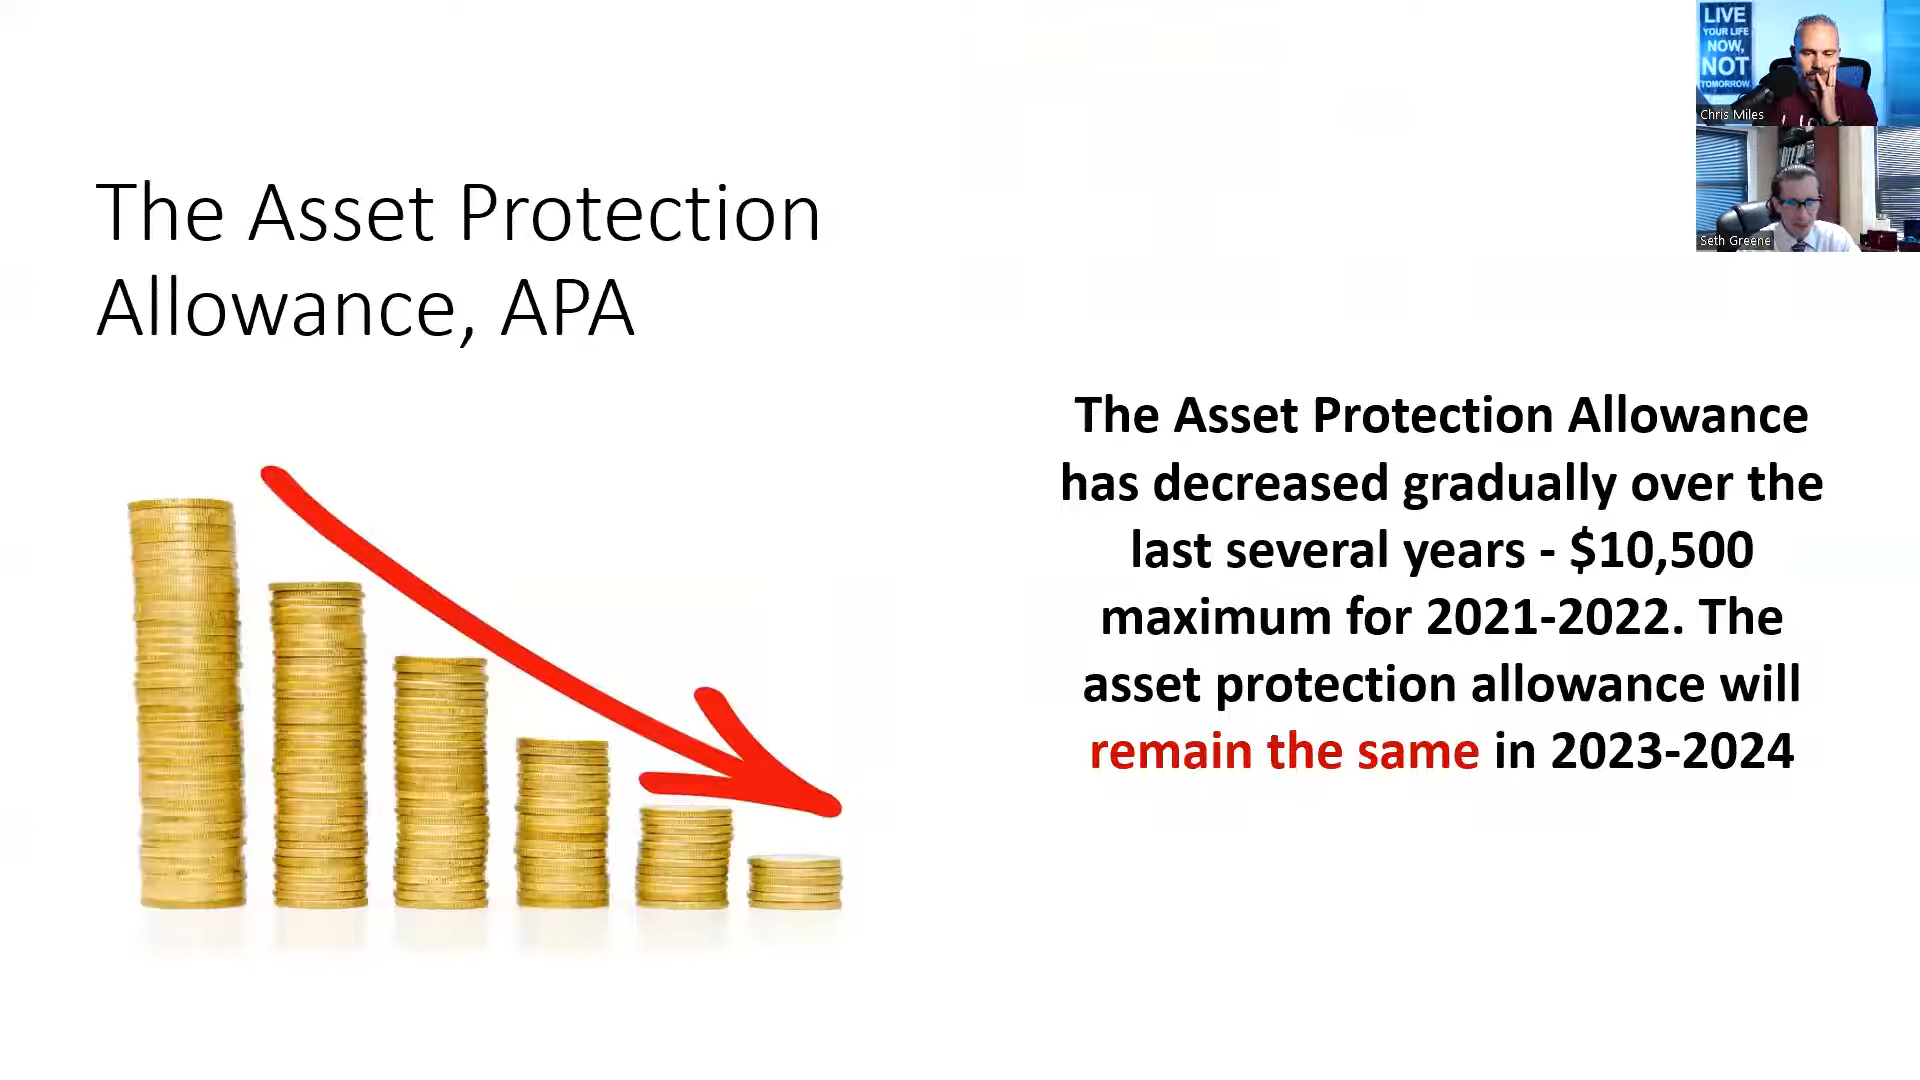 The Asset Protection
Allowance, APA
The Asset Protection Allowance
has decreased gradually over the
last several years - $10,500
maximum for 2021-2022. The
asset protection allowance will
remain the same in 2023-2024
LIVE
YOUR LIFE
NOW,
NOT
TOMORROW
Chris Miles
Seth Greene